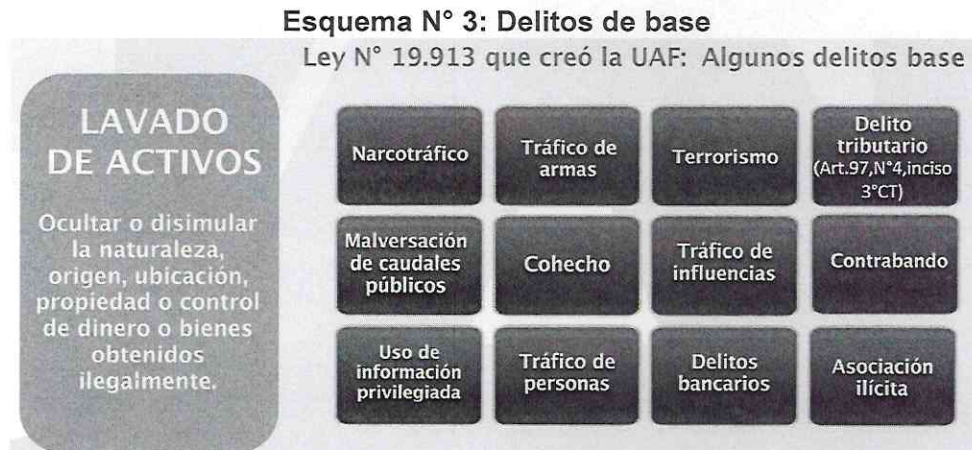 Esquema N° 3: Delitos de base
Ley N° 19.913 que creó la UAF: Algunos delitos base
LAVADO
DE ACTIVOS
Ocultar o disimular
la naturaleza,
origen, ubicación,
propiedad o control
de dinero o bienes
obtenidos
ilegalmente.
Narcotráfico
Tráfico de
armas
Terrorismo
Delito
tributario
(Art.97,N°4,inciso
3°CT)
Malversación
de caudales
públicos
Cohecho
Tráfico de
influencias
Contrabando
Uso de
información
privilegiada
Tráfico de
personas
Delitos
bancarios
Asociación
ilícita